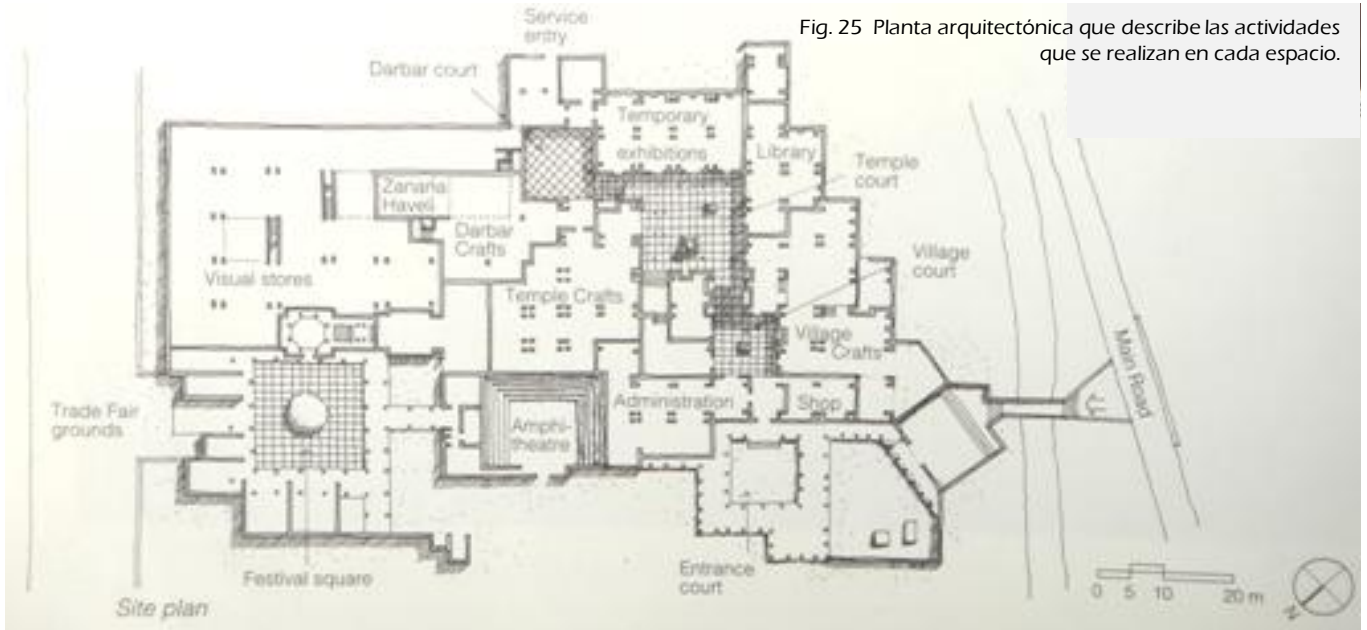 Fig. 25 Planta arquitectónica que describe las actividades
que se realizan en cada espacio.
Service
entry
Darbar court
Temporary
exhibitions
Library
Temple
court
Zanana
Haveli
Darbar
Crafts
Village
court
Visual stores
Temple Crafts
Village
Crafts
Main Road
Trade Fair
grounds
Administration
Shop
Amphi-
theatre
Festival square
Entrance
court
Site plan
0 5 10 20 m
N